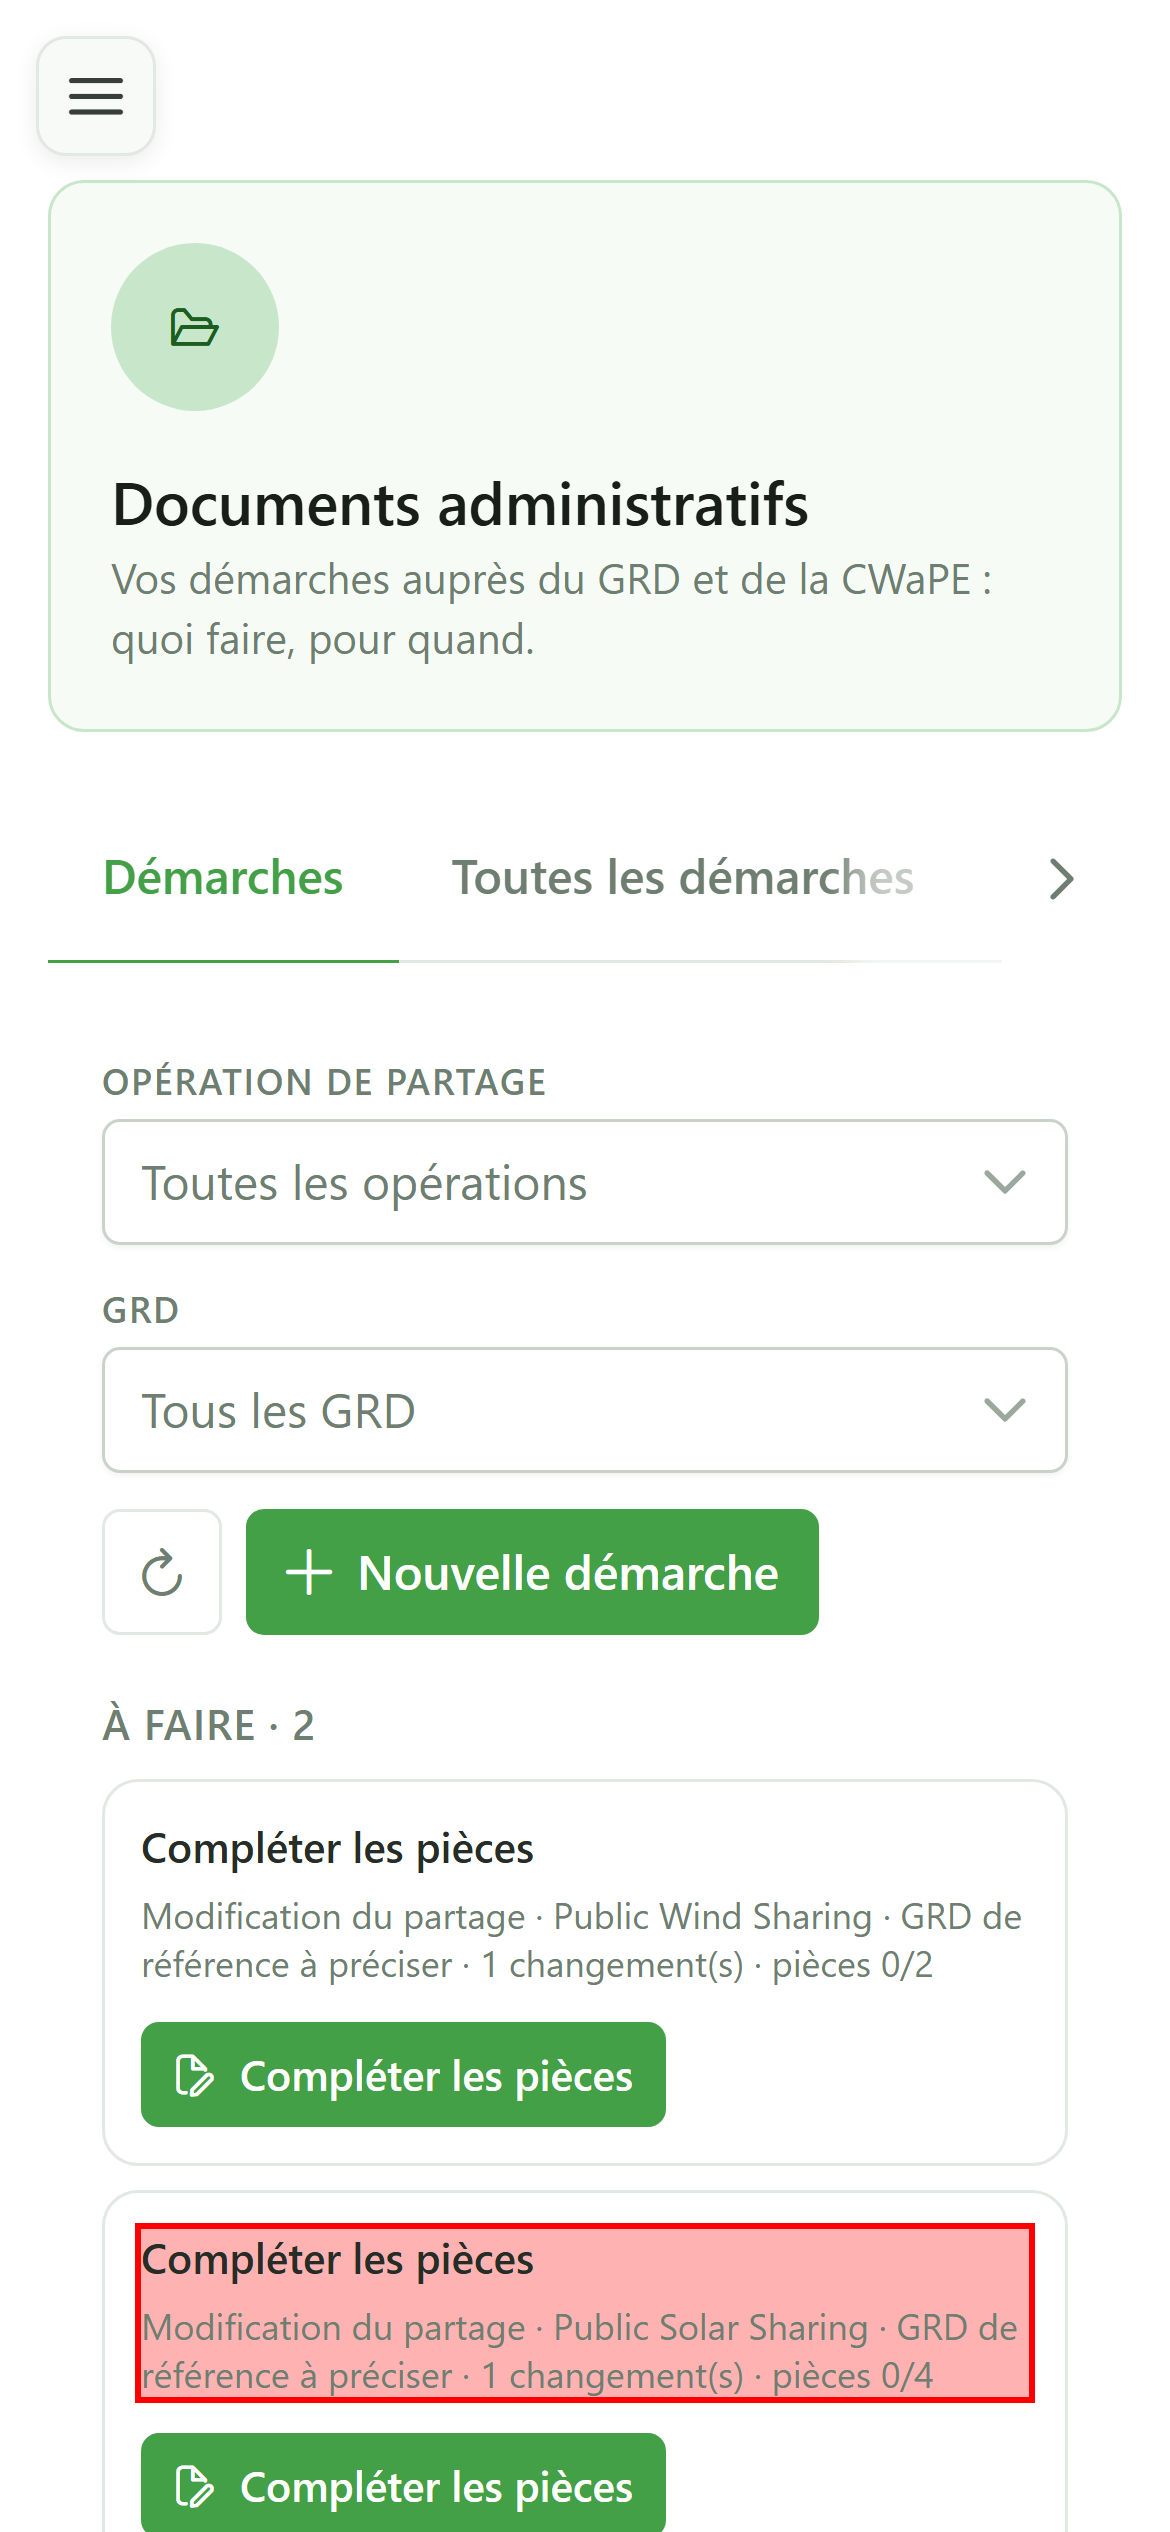 Documents administratifs
Vos démarches auprès du GRD et de la CWaPE :
quoi faire, pour quand.
Démarches
Toutes les démarches
OPÉRATION DE PARTAGE
Toutes les opérations
GRD
Tous les GRD
Nouvelle démarche
À FAIRE · 2
Compléter les pièces
Modification du partage · Public Wind Sharing · GRD de
référence à préciser · 1 changement(s) · pièces 0/2
Compléter les pièces
Compléter les pièces
Modification du partage · Public Solar Sharing · GRD de
référence à préciser · 1 changement(s) · pièces 0/4
Compléter les pièces